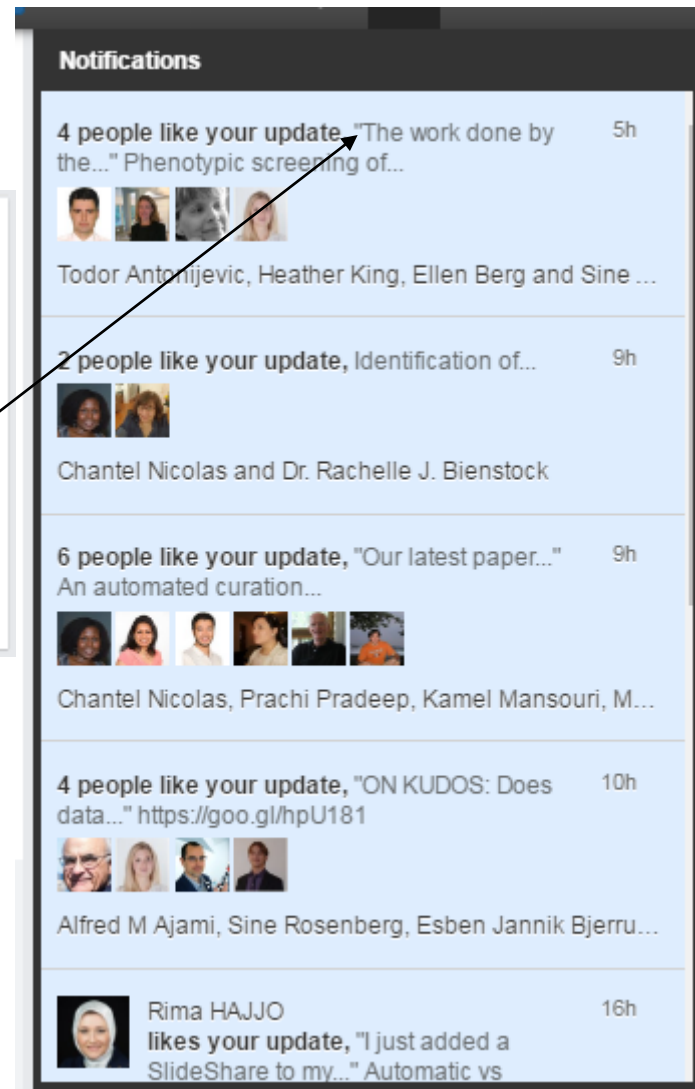 Notifications
4 people like your update, "The work done by 5h
the..." Phenotypic screening of...
Todor Antonijevic, Heather King, Ellen Berg and Sine ...
2 people like your update, Identification of... 9h
Chantel Nicolas and Dr. Rachelle J. Bienstock
6 people like your update, "Our latest paper..." 9h
An automated curation...
Chantel Nicolas, Prachi Pradeep, Kamel Mansouri, M...
4 people like your update, "ON KUDOS: Does 10h
data..." https://goo.gl/hpU181
Alfred M Ajami, Sine Rosenberg, Esben Jannik Bjerru...
Rima HAJJO 16h
likes your update, "I just added a
SlideShare to my..." Automatic vs